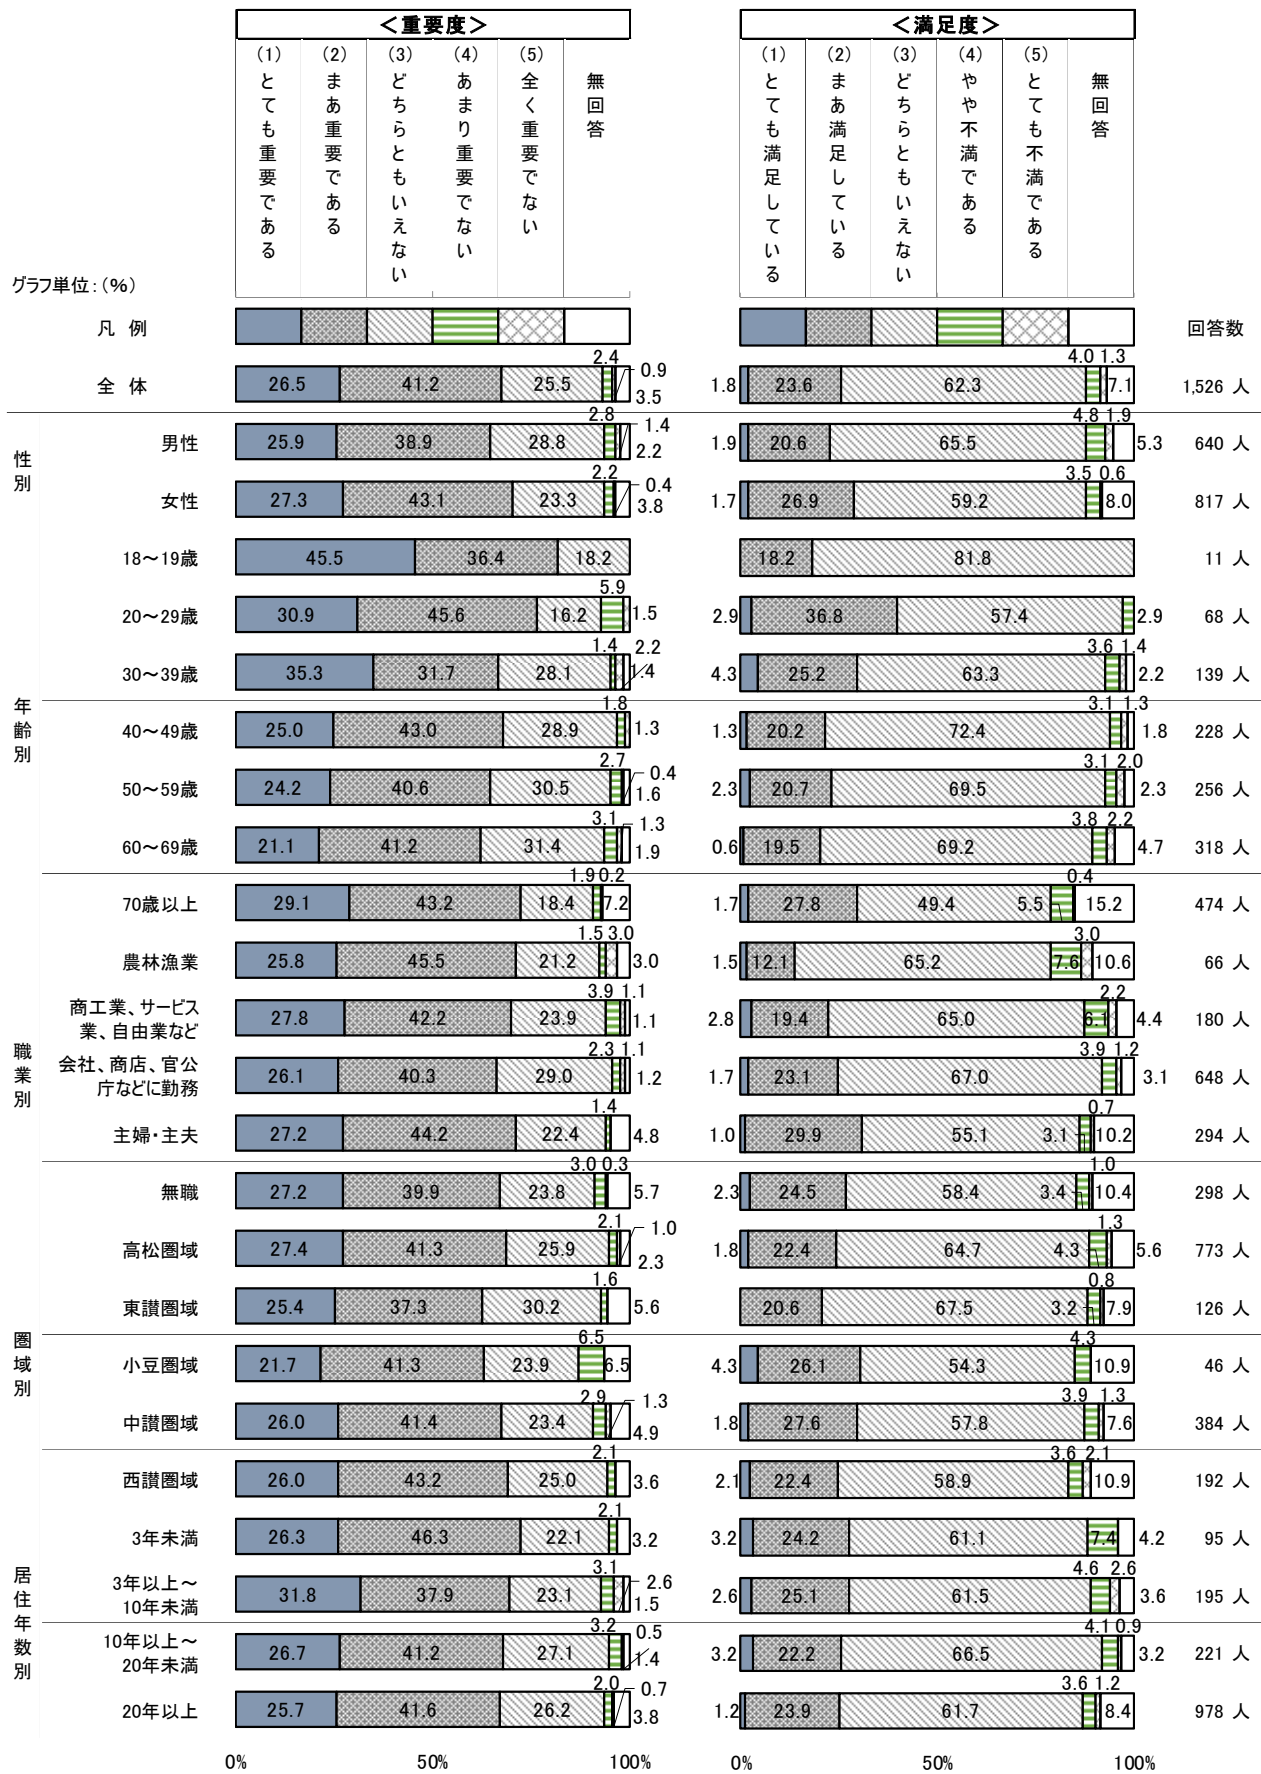 ＜重要度＞
(1)とても重要である
(2)まあ重要である
(3)どちらともいえない
(4)あまり重要でない
(5)全く重要でない
無回答
＜満足度＞
(1)とても満足している
(2)まあ満足している
(3)どちらともいえない
(4)やや不満である
(5)とても不満である
無回答
グラフ単位：(％)
凡 例 回答数
全 体 26.5 41.2 25.5 2.4 0.9 3.5 1.8 23.6 62.3 4.0 1.3 7.1 1,526 人
性別
男性 25.9 38.9 28.8 2.8 1.4 2.2 1.9 20.6 65.5 4.8 1.9 5.3 640 人
女性 27.3 43.1 23.3 2.2 0.4 3.8 1.7 26.9 59.2 3.5 0.6 8.0 817 人
18～19歳 45.5 36.4 18.2 18.2 81.8 11 人
20～29歳 30.9 45.6 16.2 5.9 1.5 2.9 36.8 57.4 2.9 68 人
30～39歳 35.3 31.7 28.1 1.4 2.2 1.4 4.3 25.2 63.3 3.6 1.4 2.2 139 人
年齢別
40～49歳 25.0 43.0 28.9 1.8 1.3 1.3 20.2 72.4 3.1 1.3 1.8 228 人
50～59歳 24.2 40.6 30.5 2.7 0.4 1.6 2.3 20.7 69.5 3.1 2.0 2.3 256 人
60～69歳 21.1 41.2 31.4 3.1 1.3 1.9 0.6 19.5 69.2 3.8 2.2 4.7 318 人
70歳以上 29.1 43.2 18.4 1.9 0.2 7.2 1.7 27.8 49.4 5.5 0.4 15.2 474 人
農林漁業 25.8 45.5 21.2 1.5 3.0 3.0 1.5 12.1 65.2 7.6 3.0 10.6 66 人
職業別
商工業、サービス
業、自由業など 27.8 42.2 23.9 3.9 1.1 1.1 2.8 19.4 65.0 6.1 2.2 4.4 180 人
会社、商店、官公
庁などに勤務 26.1 40.3 29.0 2.3 1.1 1.2 1.7 23.1 67.0 3.9 1.2 3.1 648 人
主婦・主夫 27.2 44.2 22.4 1.4 4.8 1.0 29.9 55.1 3.1 0.7 10.2 294 人
無職 27.2 39.9 23.8 3.0 0.3 5.7 2.3 24.5 58.4 3.4 1.0 10.4 298 人
高松圏域 27.4 41.3 25.9 2.1 1.0 2.3 1.8 22.4 64.7 4.3 1.3 5.6 773 人
東讃圏域 25.4 37.3 30.2 1.6 5.6 20.6 67.5 3.2 0.8 7.9 126 人
圏域別
小豆圏域 21.7 41.3 23.9 6.5 6.5 4.3 26.1 54.3 4.3 10.9 46 人
中讃圏域 26.0 41.4 23.4 2.9 1.3 4.9 1.8 27.6 57.8 3.9 1.3 7.6 384 人
西讃圏域 26.0 43.2 25.0 2.1 3.6 2.1 22.4 58.9 3.6 2.1 10.9 192 人
3年未満 26.3 46.3 22.1 2.1 3.2 3.2 24.2 61.1 7.4 4.2 95 人
居住年数別
3年以上～
10年未満 31.8 37.9 23.1 3.1 2.6 1.5 2.6 25.1 61.5 4.6 2.6 3.6 195 人
10年以上～
20年未満 26.7 41.2 27.1 3.2 0.5 1.4 3.2 22.2 66.5 4.1 0.9 3.2 221 人
20年以上 25.7 41.6 26.2 2.0 0.7 3.8 1.2 23.9 61.7 3.6 1.2 8.4 978 人
0% 50% 100% 0% 50% 100%